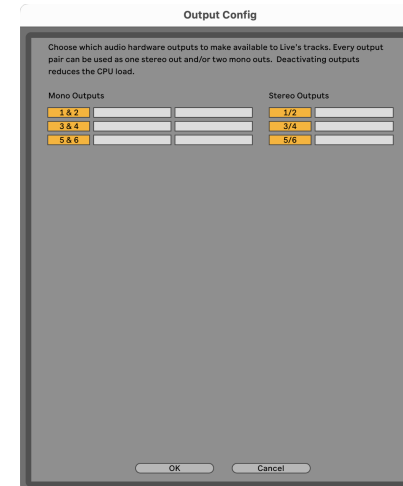 Output Config
Choose which audio hardware outputs to make available to Live's tracks. Every output
pair can be used as one stereo out and/or two mono outs.  Deactivating outputs
reduces the CPU load.
Mono Outputs
Stereo Outputs
1 & 2
1/2
3 & 4
3/4
5 & 6
5/6
OK
Cancel